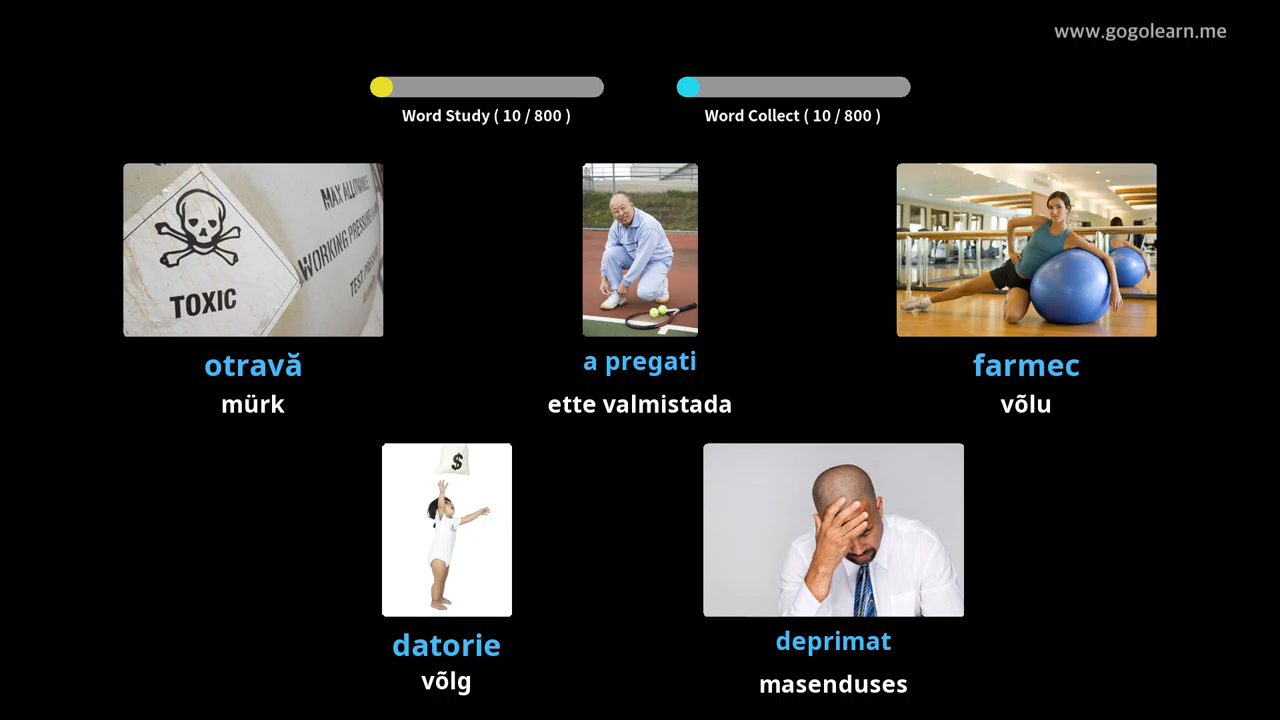 www.gogolearn.me
Word Study ( 10 / 800 )
Word Collect ( 10 / 800 )
MAX ALLOWABLE
WORKING PRESSURE
TOXIC
otravă
mürk
a pregati
ette valmistada
farmec
võlu
$
datorie
võlg
deprimat
masenduses